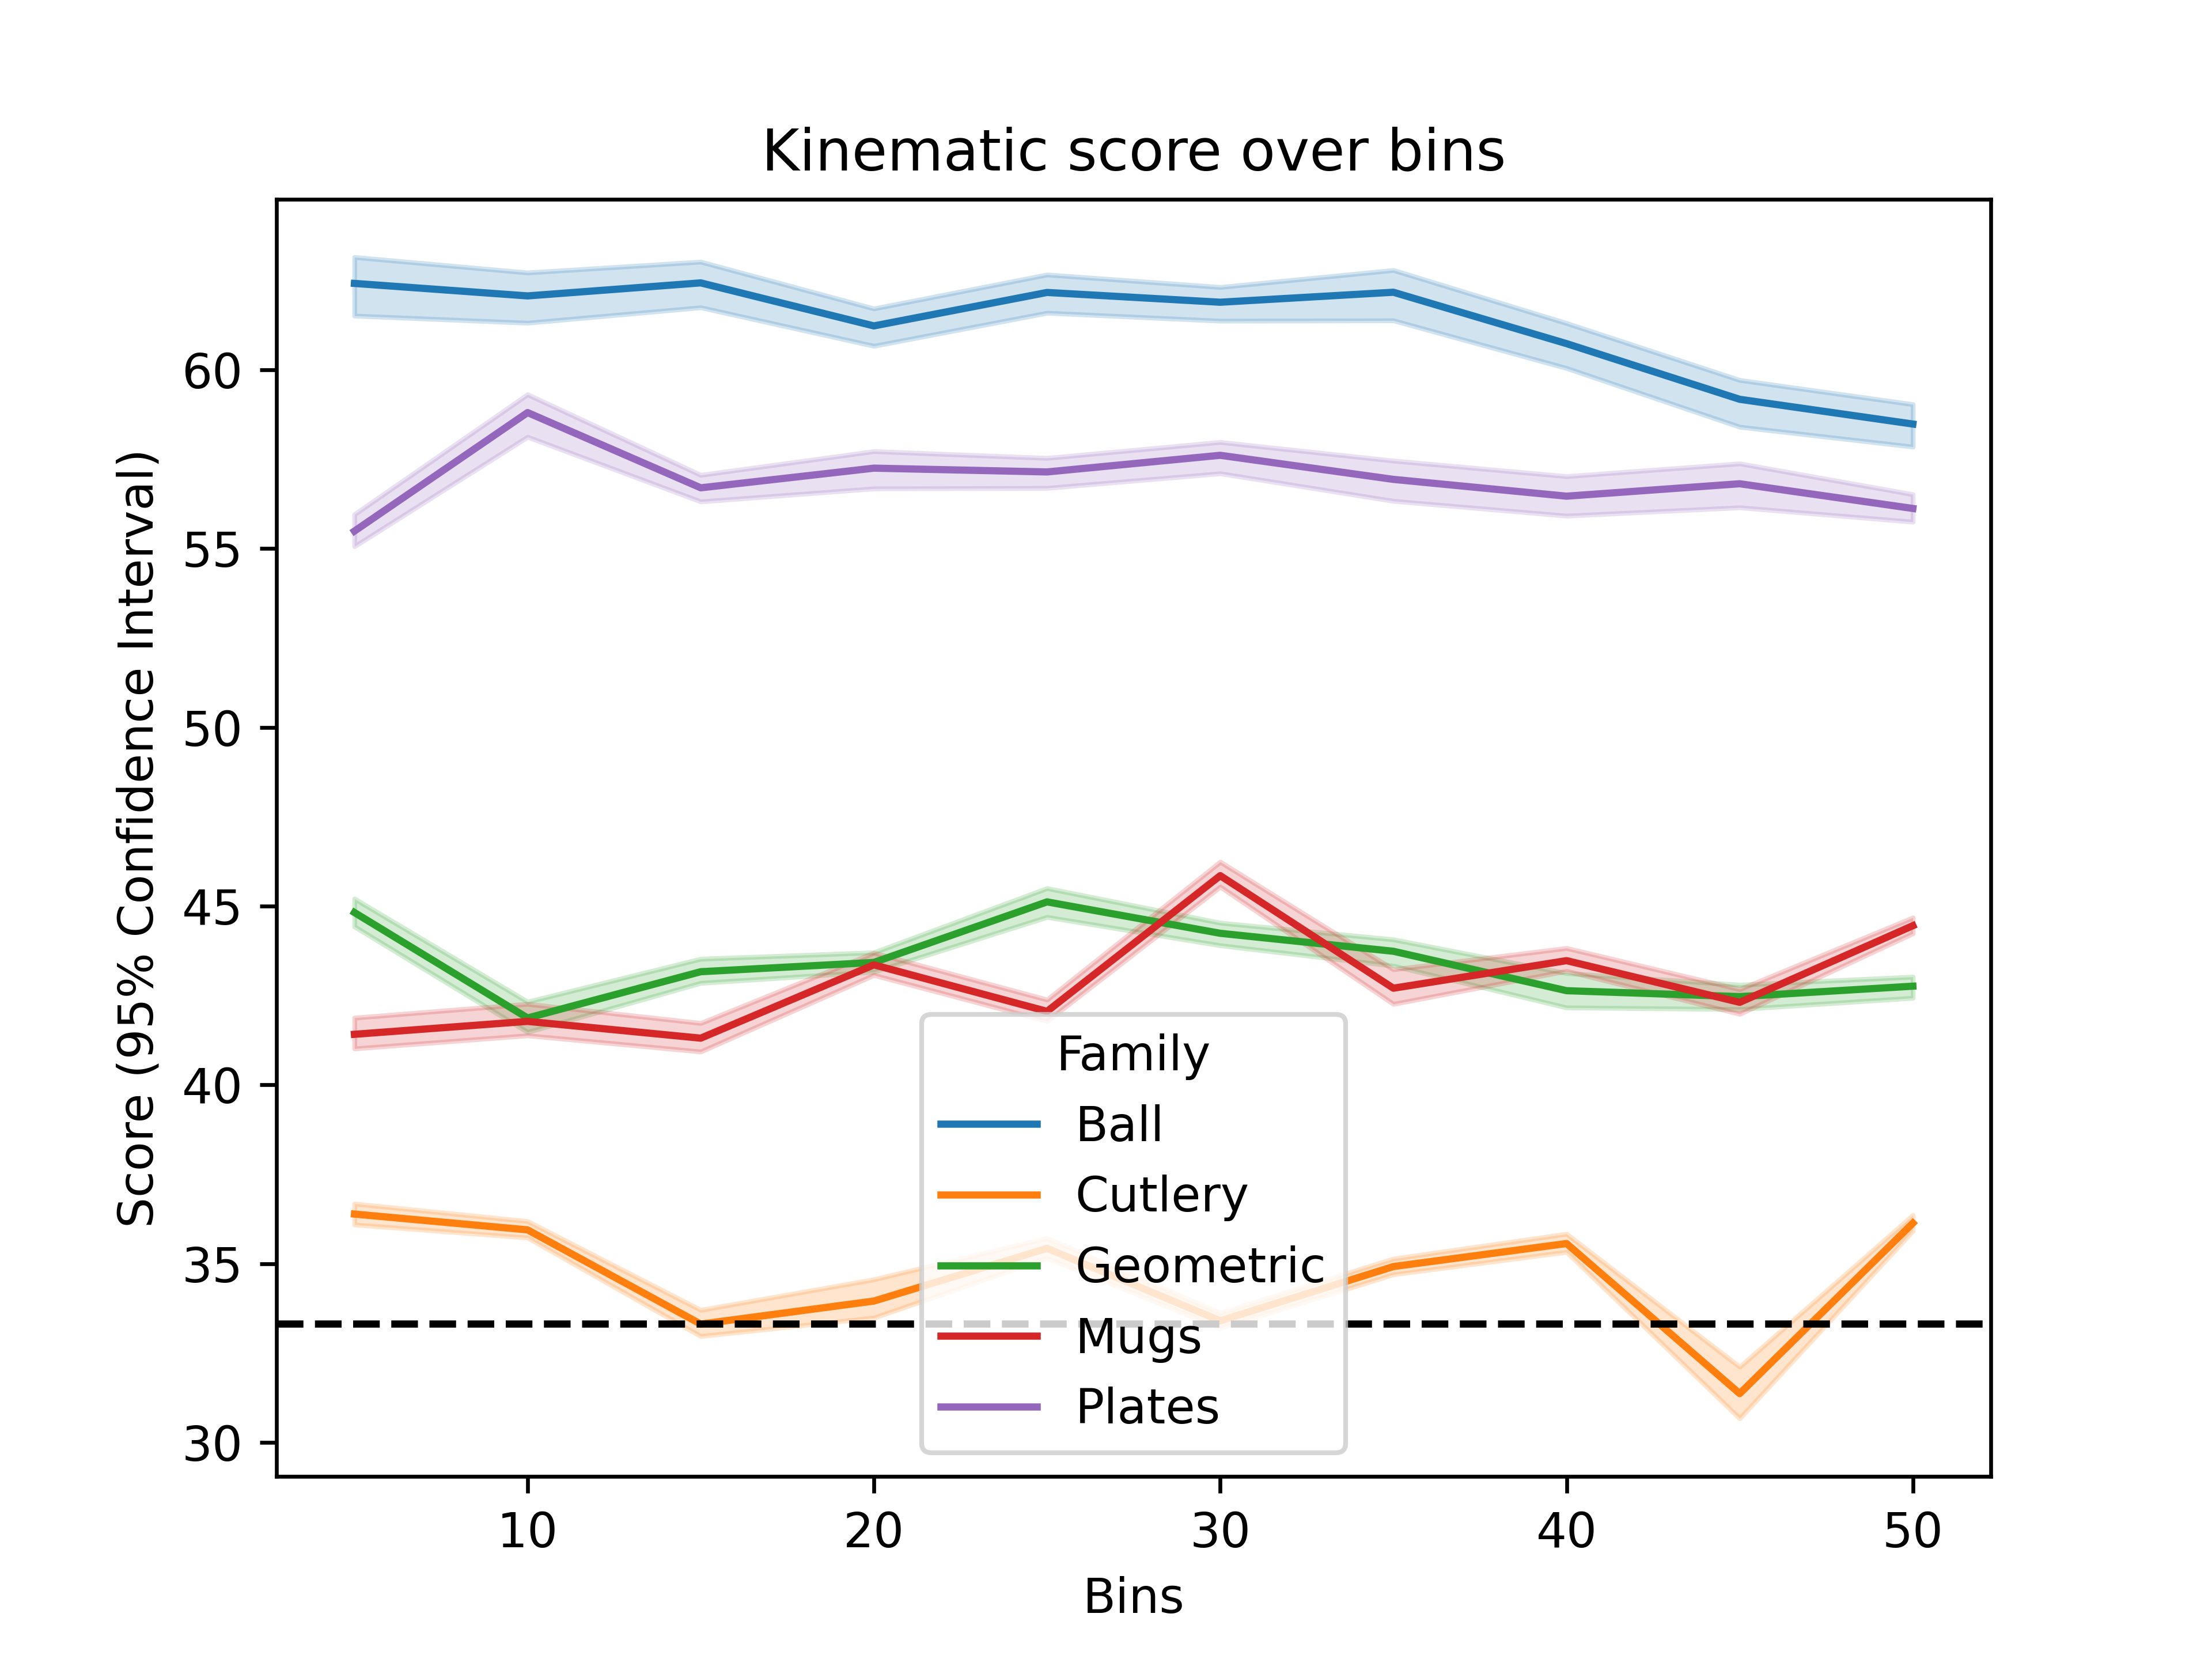 Kinematic score over bins
Score (95% Confidence Interval)
60
55
50
45
40
35
30
Family
Ball
Cutlery
Geometric
Mugs
Plates
10 20 30 40 50
Bins